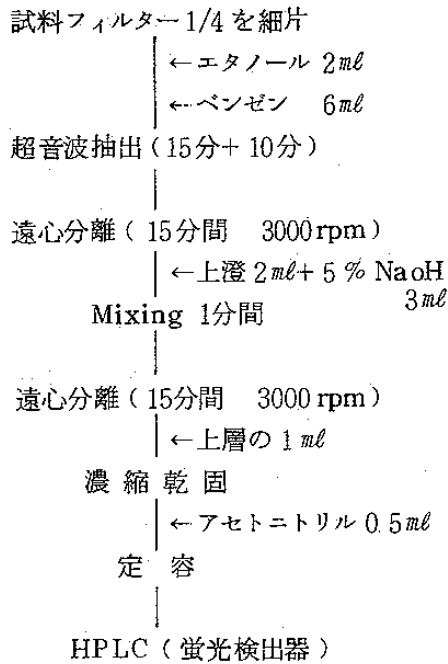 試料フィルター1/4を細片
←エタノール 2mℓ
←ベンゼン 6mℓ
超音波抽出(15分+10分)
遠心分離(15分間 3000rpm)
←上澄2mℓ+5%NaoH
3mℓ
Mixing 1分間
遠心分離(15分間 3000rpm)
←上層の1mℓ
濃縮乾固
←アセトニトリル 0.5mℓ
定容
HPLC(蛍光検出器)